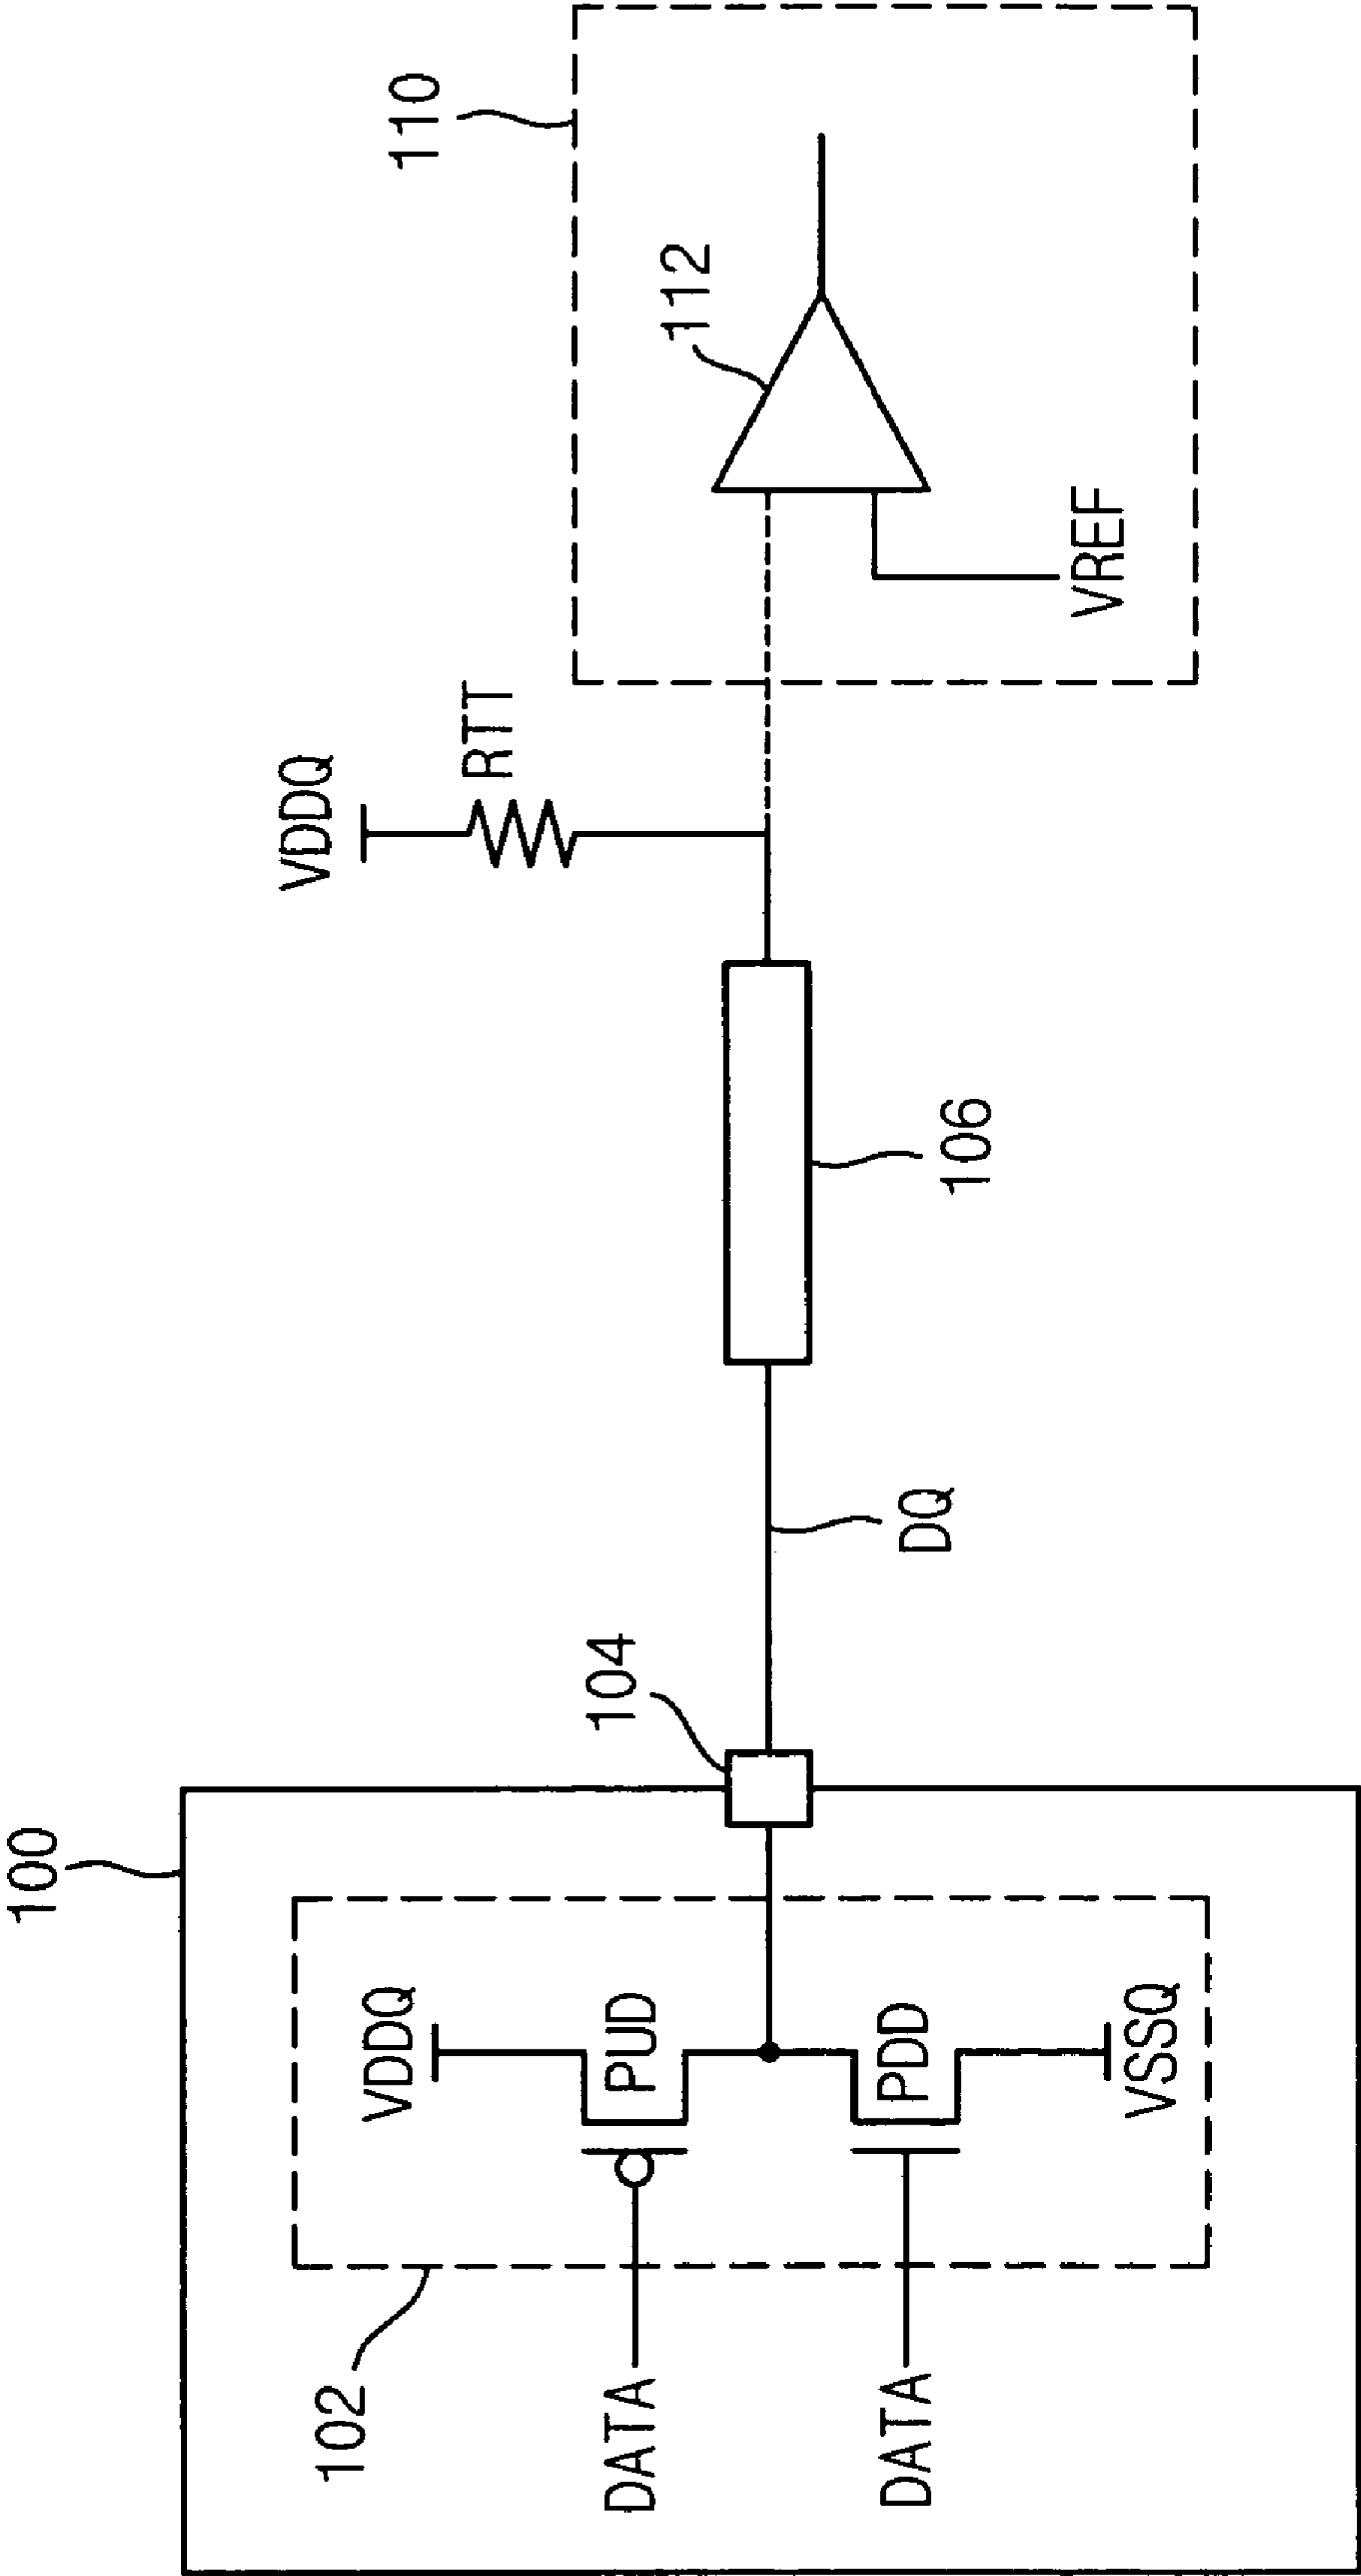 100
102
VDDQ
PUD
DATA
DATA
PDD
VSSQ
104
DQ
106
VDDQ
RTT
110
112
VREF